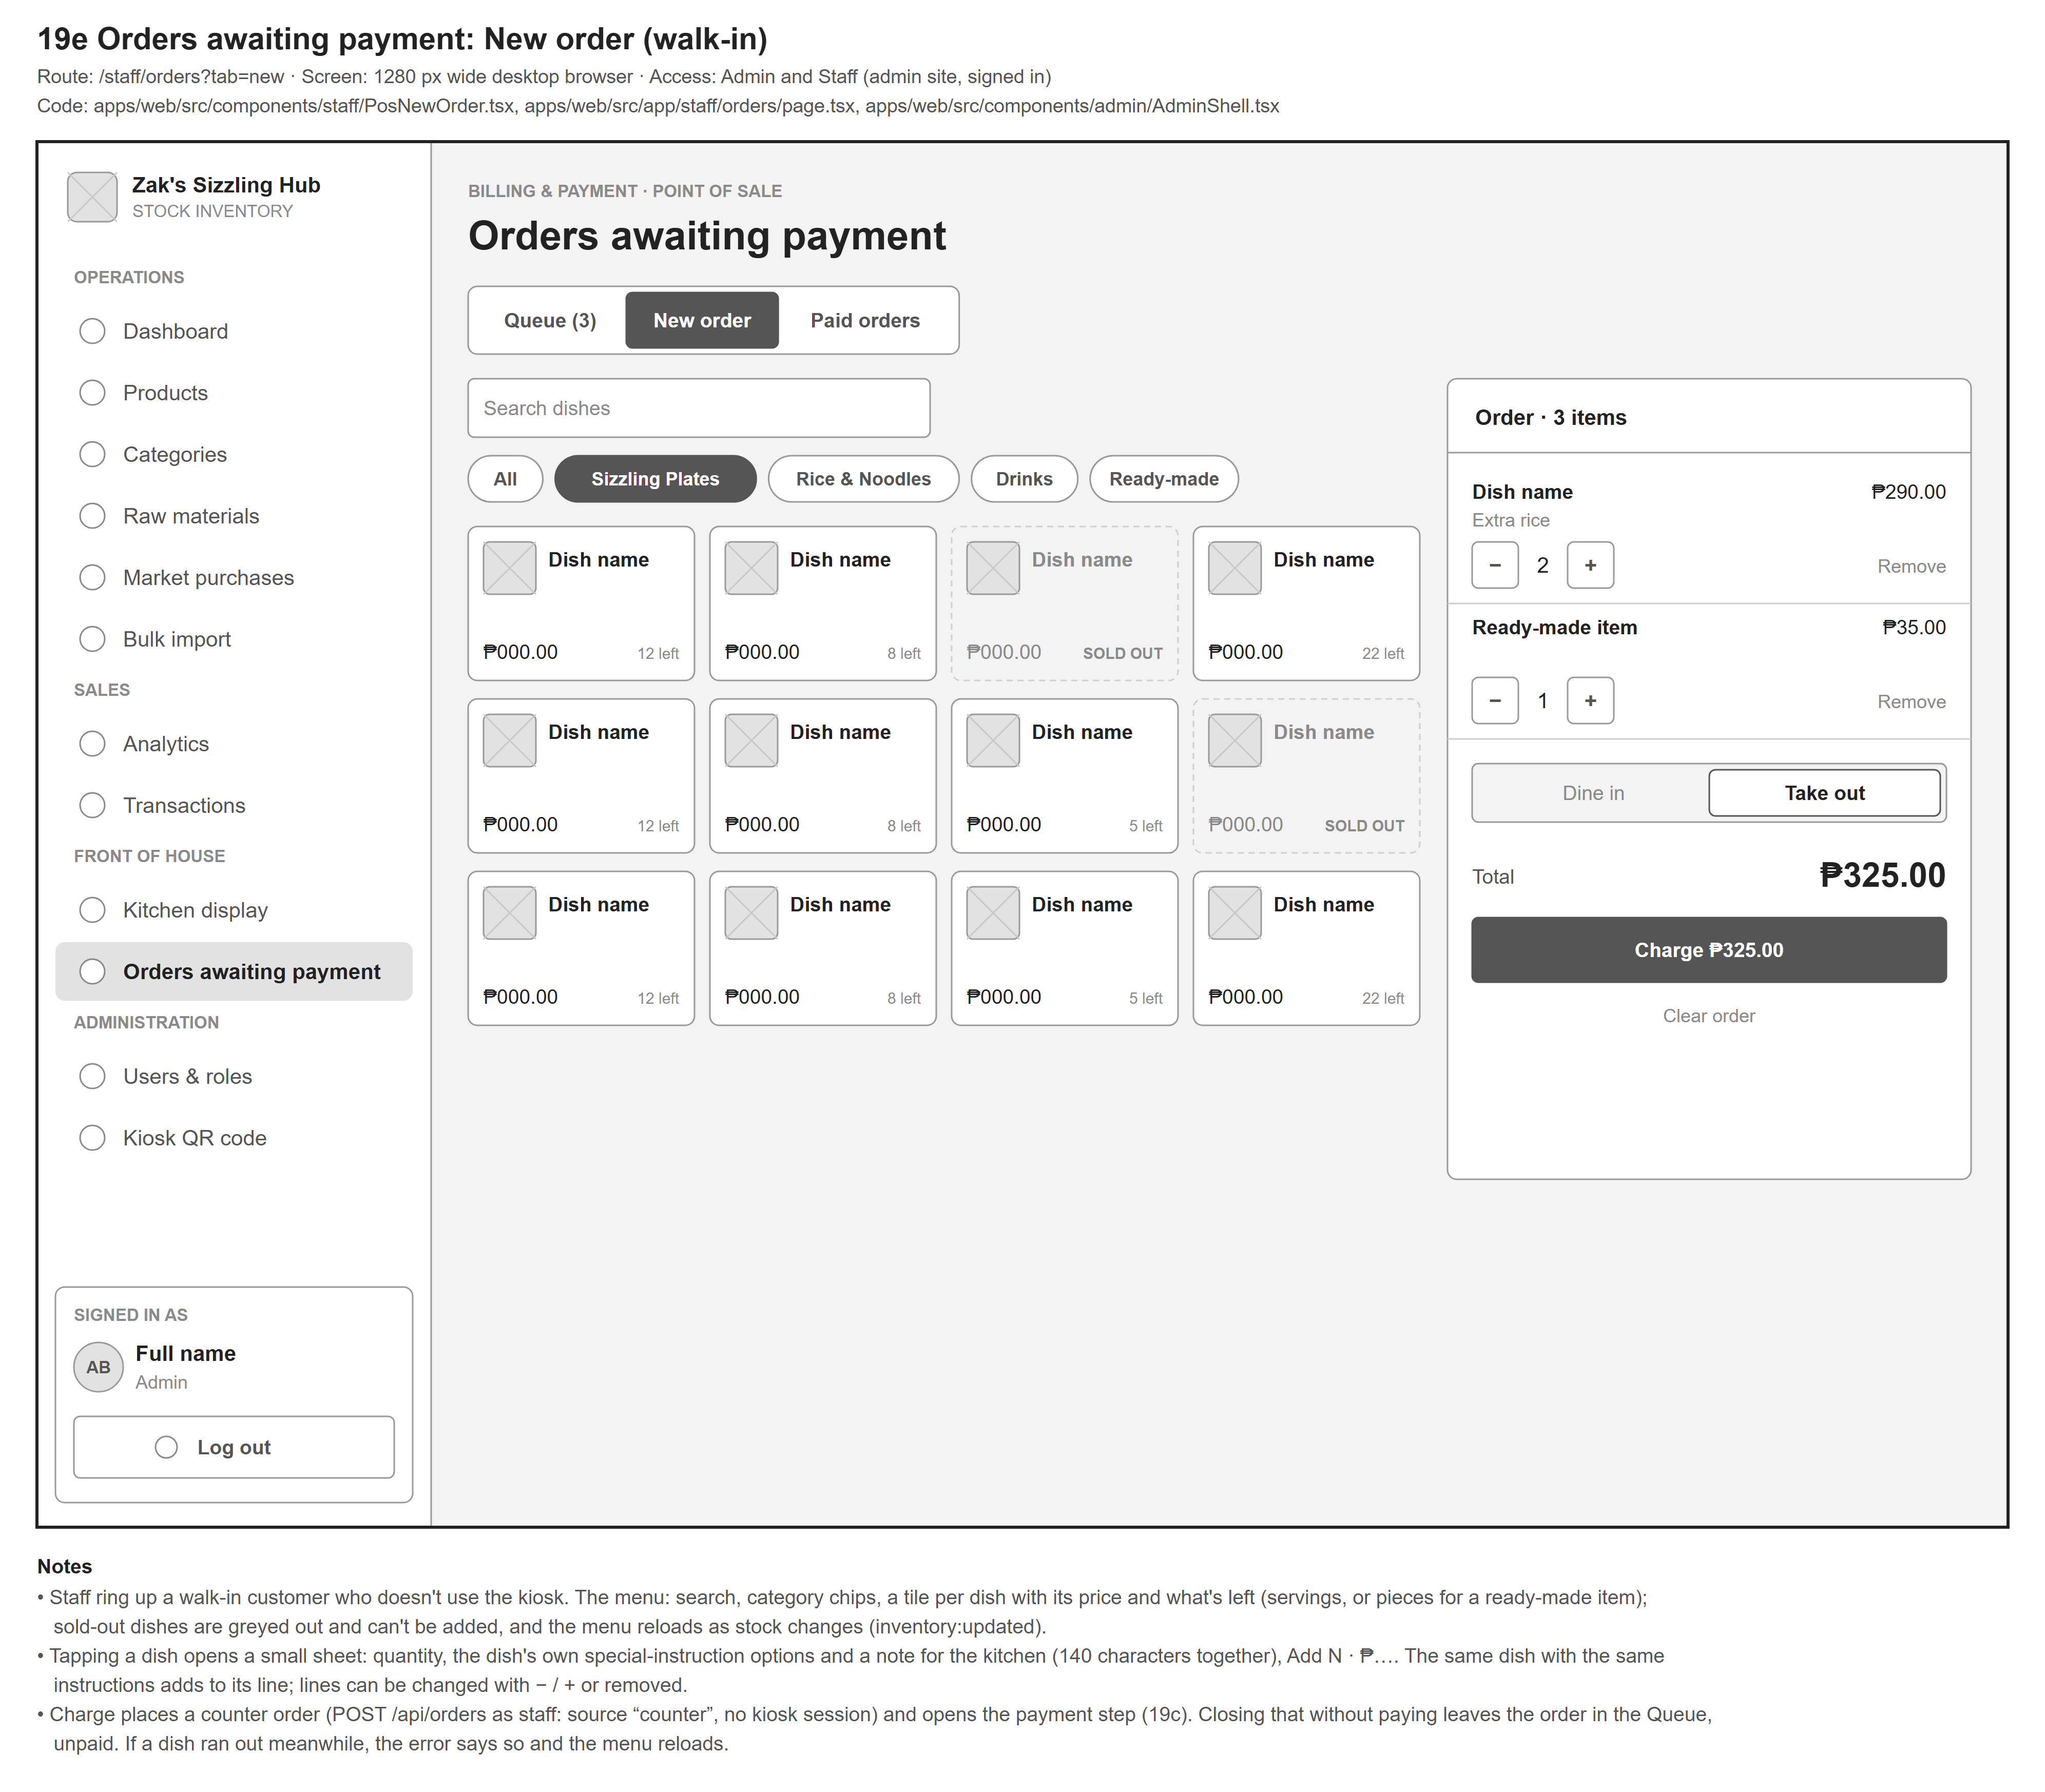 19e Orders awaiting payment: New order (walk-in)
Route: /staff/orders?tab=new · Screen: 1280 px wide desktop browser · Access: Admin and Staff (admin site, signed in)
Code: apps/web/src/components/staff/PosNewOrder.tsx, apps/web/src/app/staff/orders/page.tsx, apps/web/src/components/admin/AdminShell.tsx
Zak's Sizzling Hub
STOCK INVENTORY
OPERATIONS
Dashboard
Products
Categories
Raw materials
Market purchases
Bulk import
SALES
Analytics
Transactions
FRONT OF HOUSE
Kitchen display
Orders awaiting payment
ADMINISTRATION
Users & roles
Kiosk QR code
SIGNED IN AS
AB
Full name
Admin
Log out
BILLING & PAYMENT · POINT OF SALE
Orders awaiting payment
Queue (3) New order Paid orders
Search dishes
All Sizzling Plates Rice & Noodles Drinks Ready-made
Dish name Dish name Dish name Dish name
₱000.00 12 left ₱000.00 8 left ₱000.00 SOLD OUT ₱000.00 22 left
Dish name Dish name Dish name Dish name
₱000.00 12 left ₱000.00 8 left ₱000.00 5 left ₱000.00 SOLD OUT
Dish name Dish name Dish name Dish name
₱000.00 12 left ₱000.00 8 left ₱000.00 5 left ₱000.00 22 left
Order · 3 items
Dish name ₱290.00
Extra rice
− 2 + Remove
Ready-made item ₱35.00
− 1 + Remove
Dine in Take out
Total ₱325.00
Charge ₱325.00
Clear order
Notes
• Staff ring up a walk-in customer who doesn't use the kiosk. The menu: search, category chips, a tile per dish with its price and what's left (servings, or pieces for a ready-made item);
sold-out dishes are greyed out and can't be added, and the menu reloads as stock changes (inventory:updated).
• Tapping a dish opens a small sheet: quantity, the dish's own special-instruction options and a note for the kitchen (140 characters together), Add N · ₱…. The same dish with the same
instructions adds to its line; lines can be changed with − / + or removed.
• Charge places a counter order (POST /api/orders as staff: source “counter”, no kiosk session) and opens the payment step (19c). Closing that without paying leaves the order in the Queue,
unpaid. If a dish ran out meanwhile, the error says so and the menu reloads.